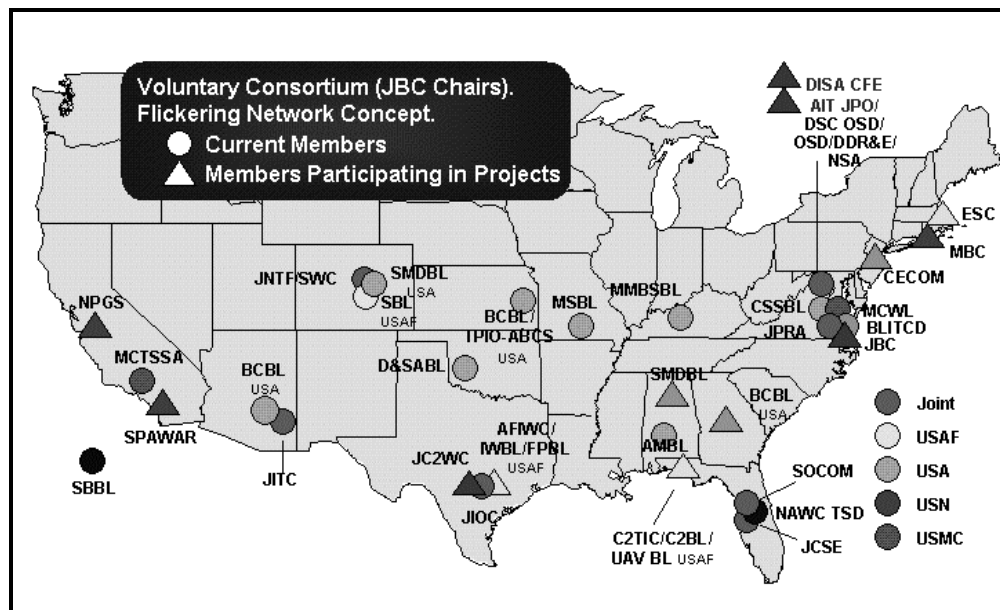 Voluntary Consortium (JBC Chairs).
Flickering Network Concept.
Current Members
Members Participating in Projects
DISA CFE
AIT JPO/
DSC OSD/
OSD/DDR&E/
NSA
ESC
MBC
CECOM
JNTF/SWC
SMDBL
USA
SBL
USAF
BCBL/
TPIO-ABCS
USA
MSBL
MMBSBL
CSSBL
JPRA
MCWL
BLITCD
JBC
NPGS
MCTSSA
SPAWAR
BCBL
USA
JITC
D&SABL
SBBL
AFIWC/
IWBL/FPBL
USAF
JC2WC
JIOC
SMDBL
BCBL
USA
AMBL
C2TIC/C2BL/
UAV BL USAF
SOCOM
NAWC TSD
JCSE
Joint
USAF
USA
USN
USMC